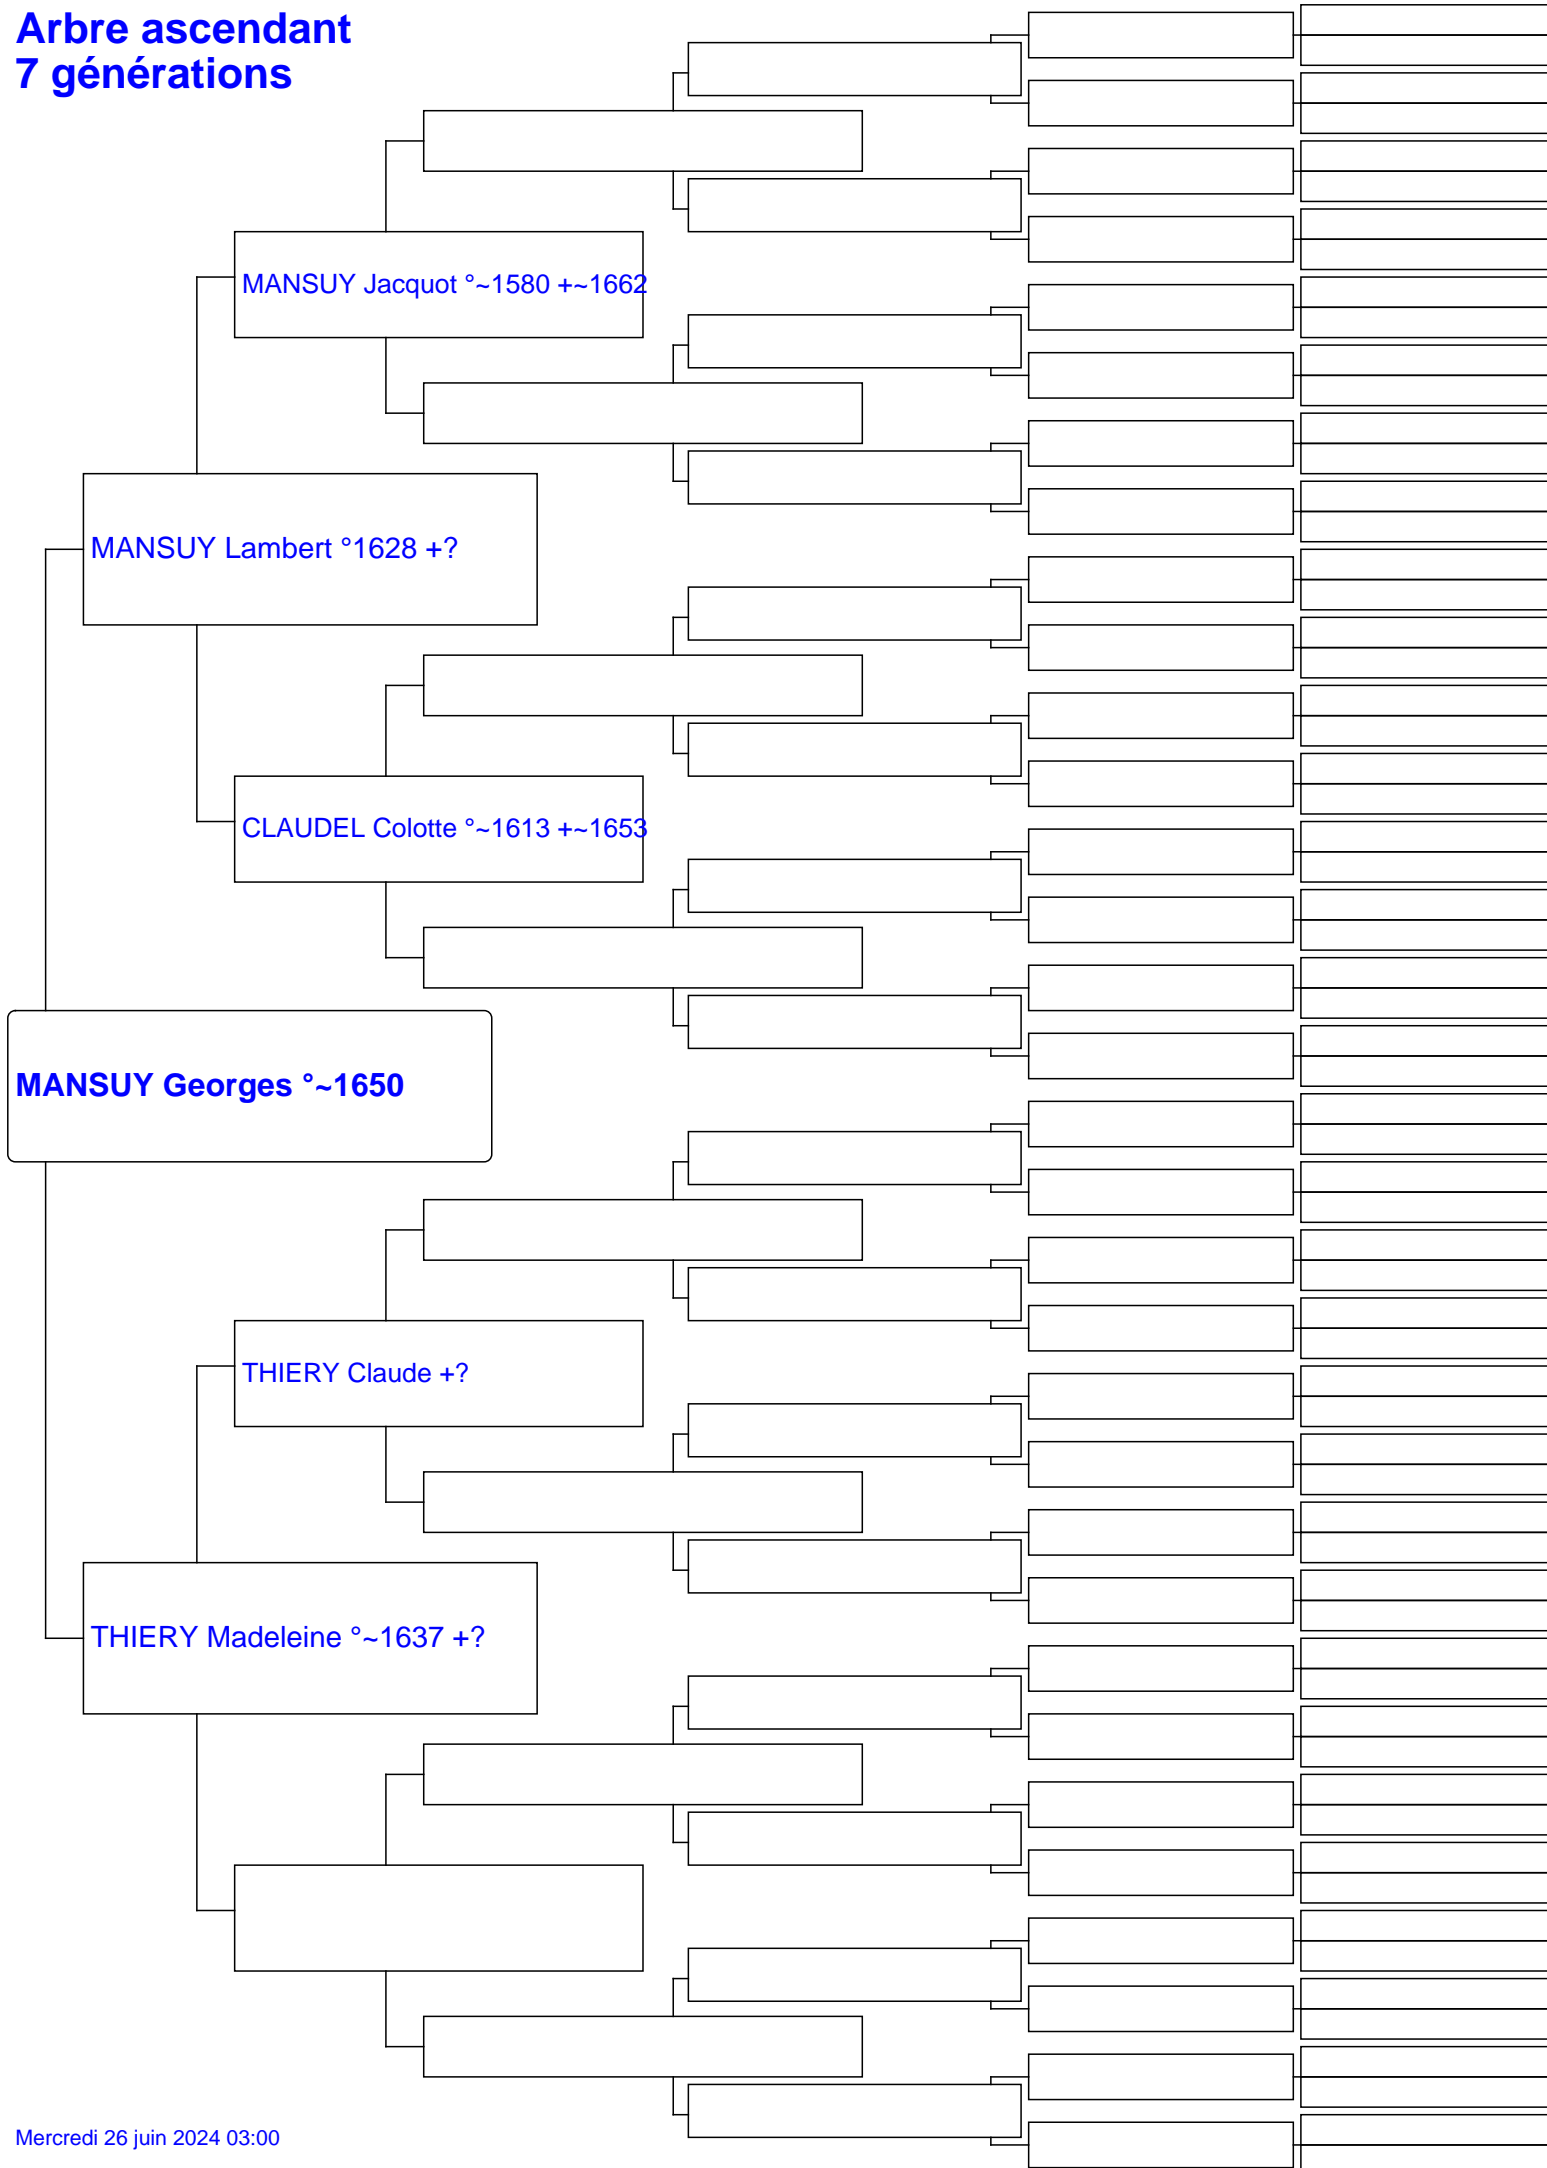 Arbre ascendant
7 générations
MANSUY Jacquot °~1580 +~1662
MANSUY Lambert °1628 +?
CLAUDEL Colotte °~1613 +~1653
MANSUY Georges °~1650
THIERY Claude +?
THIERY Madeleine °~1637 +?
Mercredi 26 juin 2024 03:00